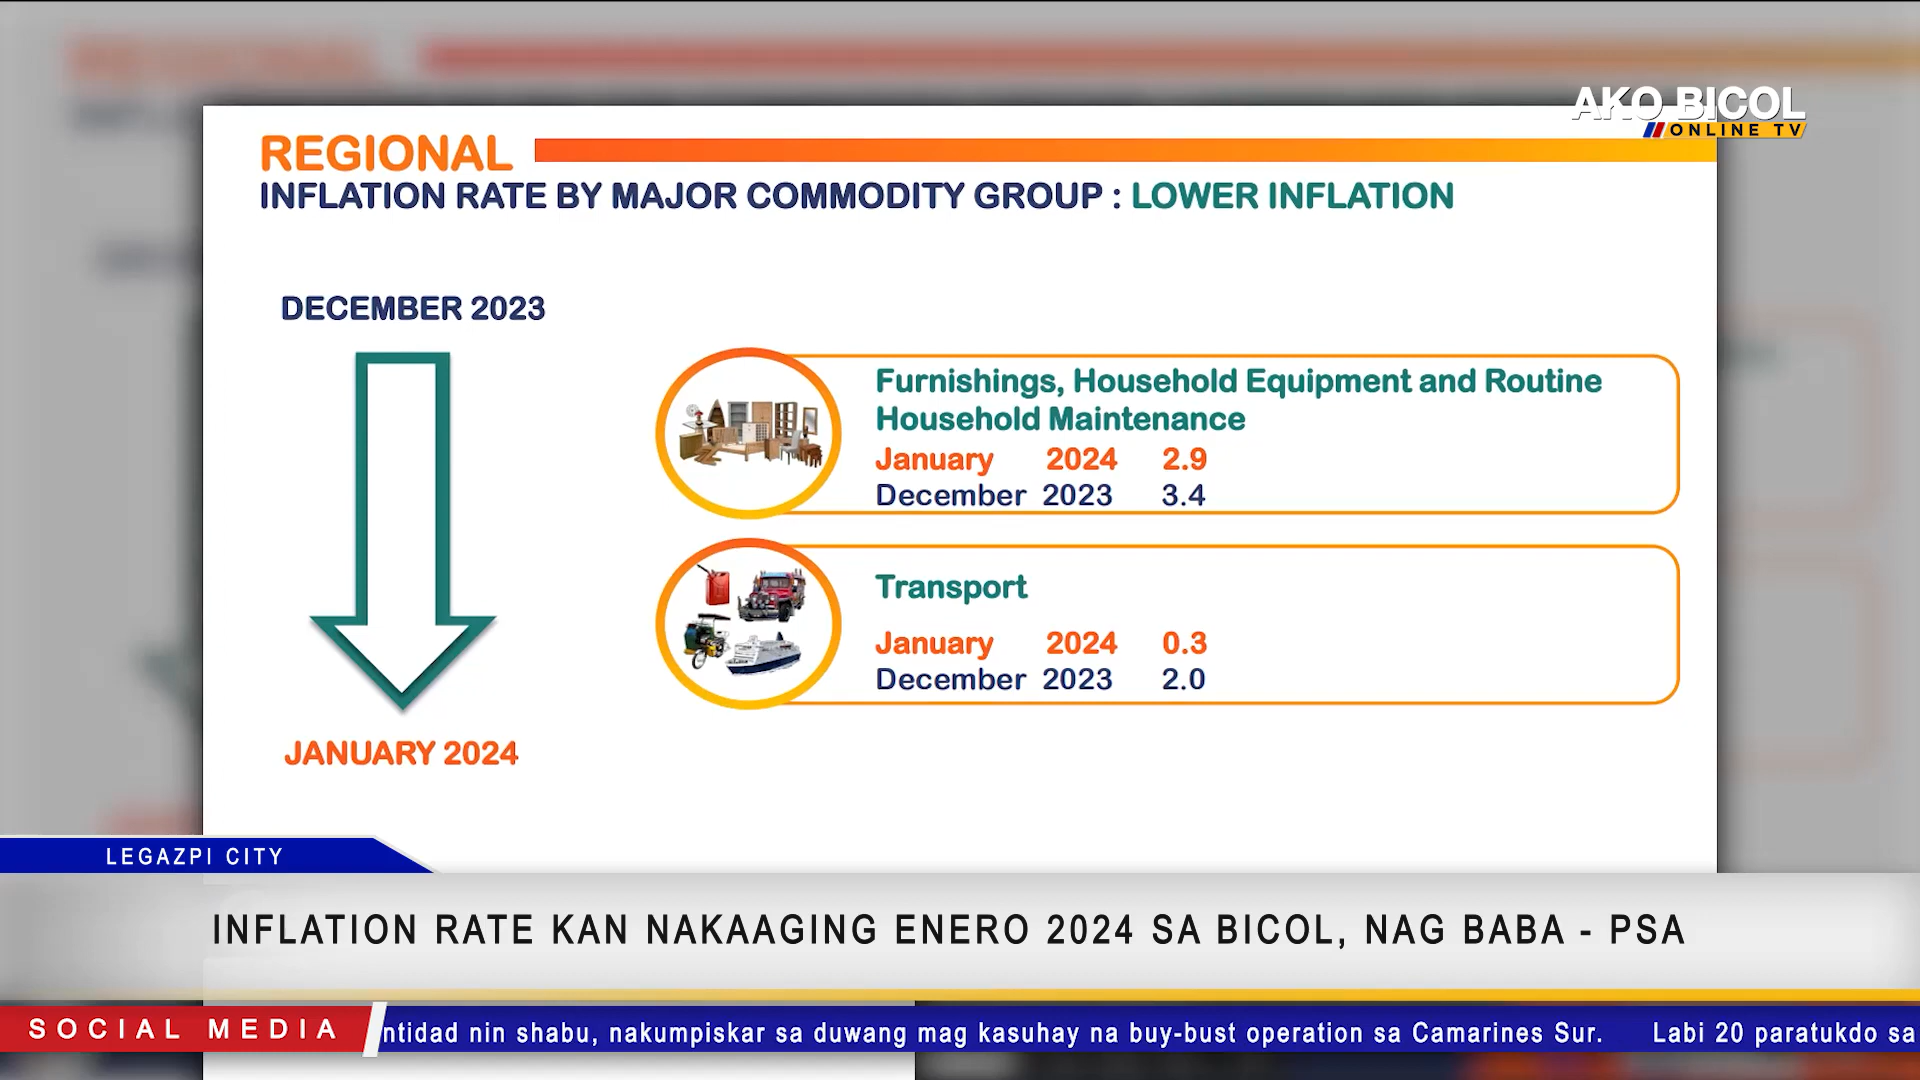 AKO BICOL
ONLINE TV
REGIONAL
INFLATION RATE BY MAJOR COMMODITY GROUP : LOWER INFLATION
DECEMBER 2023
Furnishings, Household Equipment and Routine
Household Maintenance
January 2024 2.9
December 2023 3.4
Transport
January 2024 0.3
December 2023 2.0
JANUARY 2024
LEGAZPI CITY
INFLATION RATE KAN NAKAAGING ENERO 2024 SA BICOL, NAG BABA - PSA
SOCIAL MEDIA
ntidad nin shabu, nakumpiskar sa duwang mag kasuhay na buy-bust operation sa Camarines Sur. Labi 20 paratukdo sa